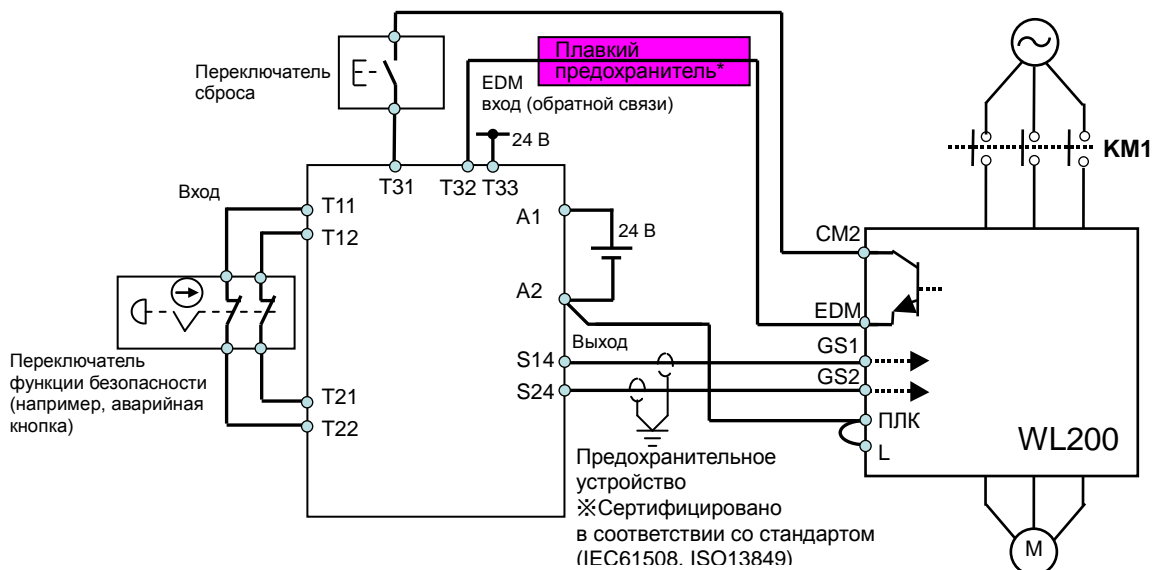 Переключатель
сброса
Плавкий
предохранитель*
EDM
вход (обратной связи)
24 В
KM1
T31
T32
T33
Вход
T11
T12
A1
24 В
A2
CM2
EDM
Выход
GS1
GS2
S14
S24
Переключатель
функции безопасности
(например, аварийная
кнопка)
T21
T22
ПЛК
L
WL200
Предохранительное
устройство
※Сертифицировано
в соответствии со стандартом
(IEC61508, ISO13849)
M